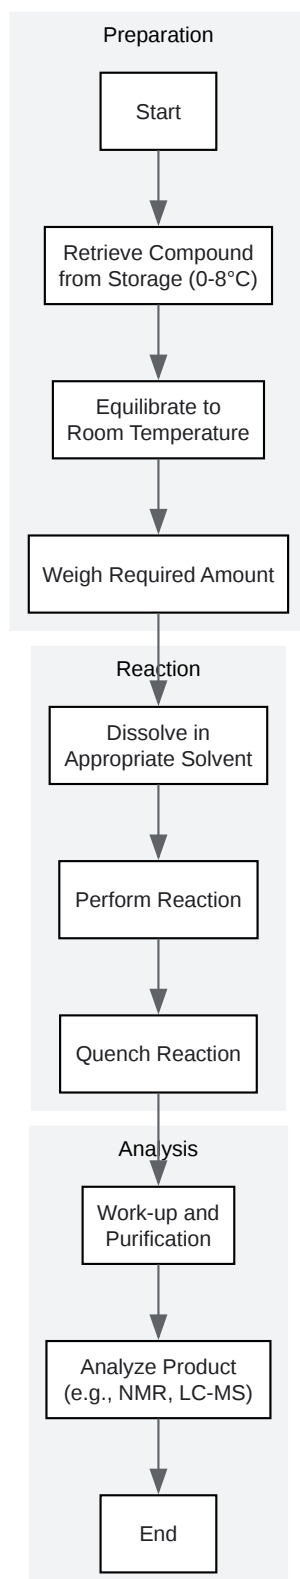 Preparation
Start
Retrieve Compound
from Storage (0-8°C)
Equilibrate to
Room Temperature
Weigh Required Amount
Reaction
Dissolve in
Appropriate Solvent
Perform Reaction
Quench Reaction
Analysis
Work-up and
Purification
Analyze Product
(e.g., NMR, LC-MS)
End